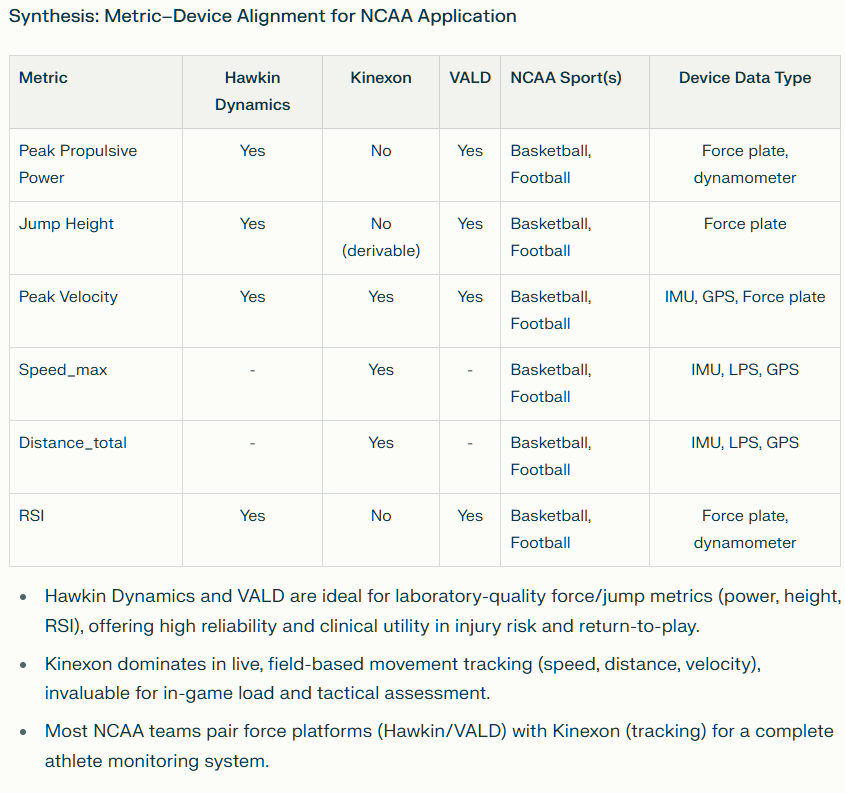 Synthesis: Metric–Device Alignment for NCAA Application
Metric Hawkin Dynamics Kinexon VALD NCAA Sport(s) Device Data Type
Peak Propulsive Power Yes No Yes Basketball, Football Force plate, dynamometer
Jump Height Yes No (derivable) Yes Basketball, Football Force plate
Peak Velocity Yes Yes Yes Basketball, Football IMU, GPS, Force plate
Speed_max - Yes - Basketball, Football IMU, LPS, GPS
Distance_total - Yes - Basketball, Football IMU, LPS, GPS
RSI Yes No Yes Basketball, Football Force plate, dynamometer
• Hawkin Dynamics and VALD are ideal for laboratory-quality force/jump metrics (power, height,
RSI), offering high reliability and clinical utility in injury risk and return-to-play.
• Kinexon dominates in live, field-based movement tracking (speed, distance, velocity),
invaluable for in-game load and tactical assessment.
• Most NCAA teams pair force platforms (Hawkin/VALD) with Kinexon (tracking) for a complete
athlete monitoring system.